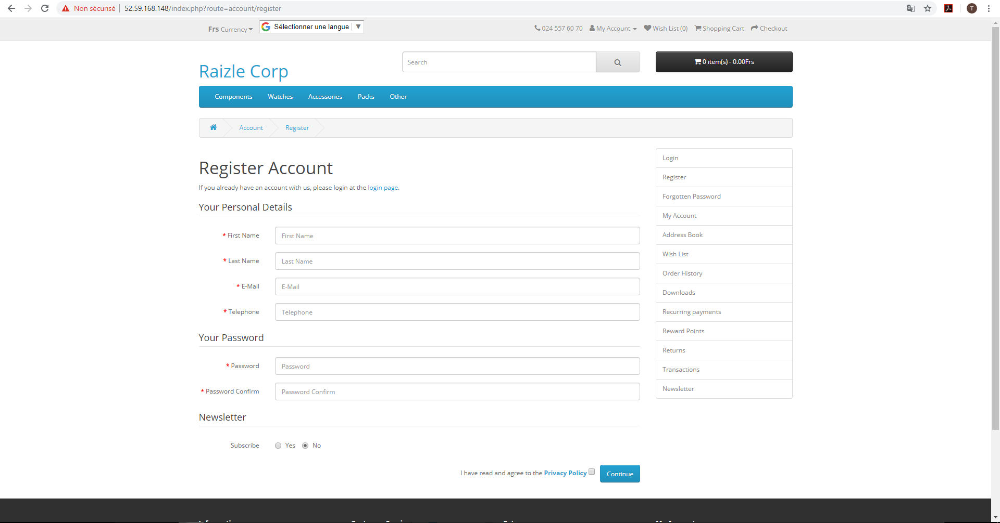 Non sécurisé 52.59.168.148/index.php?route=account/register T
Frs Currency Sélectionner une langue ▼ 024 557 60 70 My Account Wish List (0) Shopping Cart Checkout
Raizle Corp Search 0 item(s) - 0.00Frs
Components Watches Accessories Packs Other
Account Register
Register Account
If you already have an account with us, please login at the login page.
Your Personal Details
* First Name First Name
* Last Name Last Name
* E-Mail E-Mail
* Telephone Telephone
Your Password
* Password Password
* Password Confirm Password Confirm
Newsletter
Subscribe Yes No
I have read and agree to the Privacy Policy Continue
Login
Register
Forgotten Password
My Account
Address Book
Wish List
Order History
Downloads
Recurring payments
Reward Points
Returns
Transactions
Newsletter